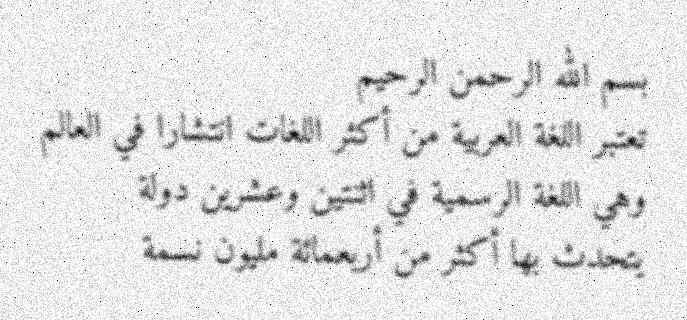 بسم الله الرحمن الرحيم
تعتبر اللغة العربية من أكثر اللغات انتشارا في العالم
وهي اللغة الرسمية في اثنتين وعشرين دولة
يتحدث بها أكثر من أربعمائة مليون نسمة